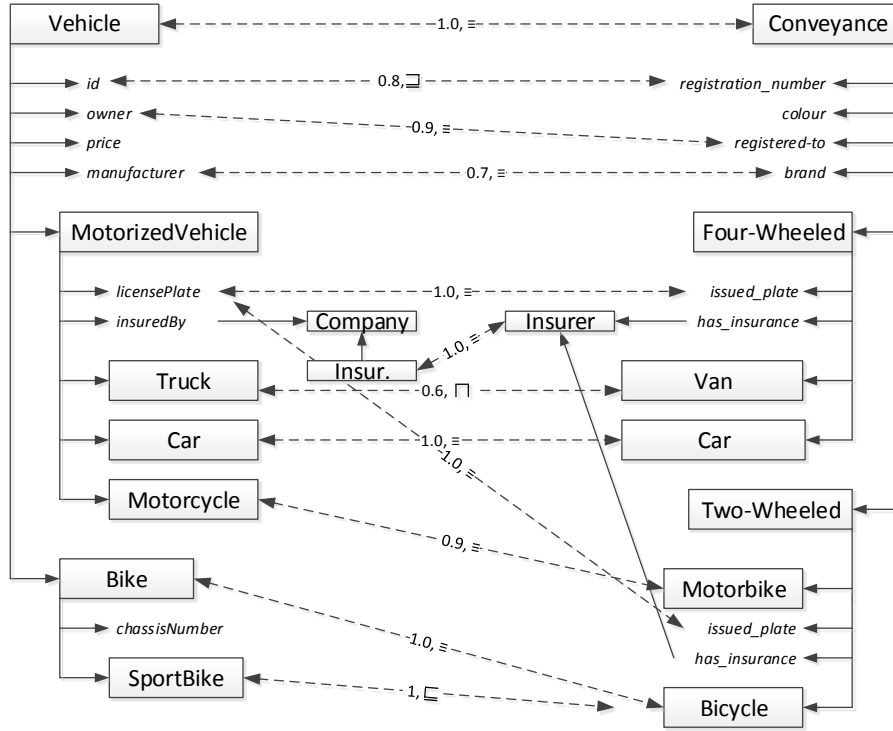 Vehicle
1.0, ≡
Conveyance
id
0.8,⊒
registration_number
owner
colour
0.9, ≡
price
registered-to
manufacturer
0.7, ≡
brand
MotorizedVehicle
Four-Wheeled
licensePlate
1.0, ≡
issued_plate
insuredBy
Company
Insurer
has_insurance
1.0, ≡
Insur.
Truck
0.6, ⊓
Van
Car
1.0, ≡
Car
1.0, ≡
Motorcycle
Two-Wheeled
0.9, ≡
Bike
Motorbike
chassisNumber
issued_plate
1.0, ≡
has_insurance
SportBike
1, ⊑
Bicycle